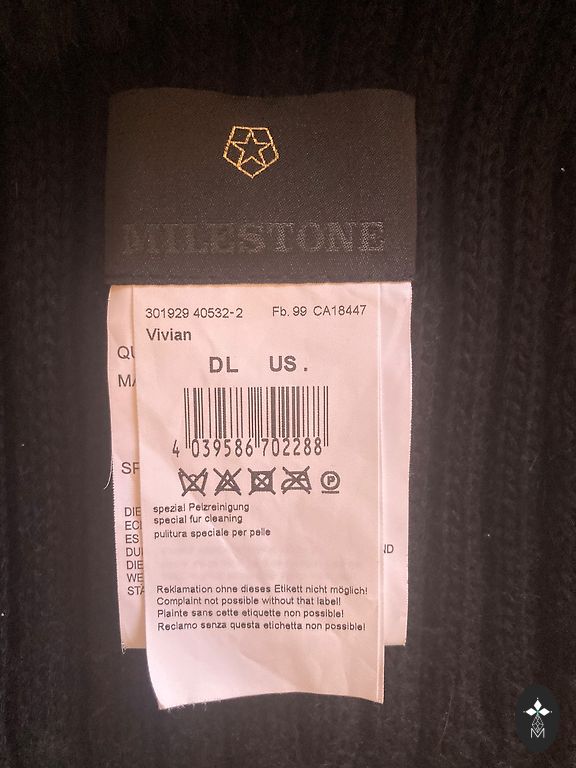 MILESTONE
301929 40532-2 Fb. 99 CA18447
Vivian
DL US .
4 039586 702288
P
spezial Pelzreinigung
special fur cleaning
pulitura speciale per pelle
Reklamation ohne dieses Etikett nicht möglich!
Complaint not possible without that label!
Plainte sans cette etiquette non possible!
Reclamo senza questa etichetta non possible!
M